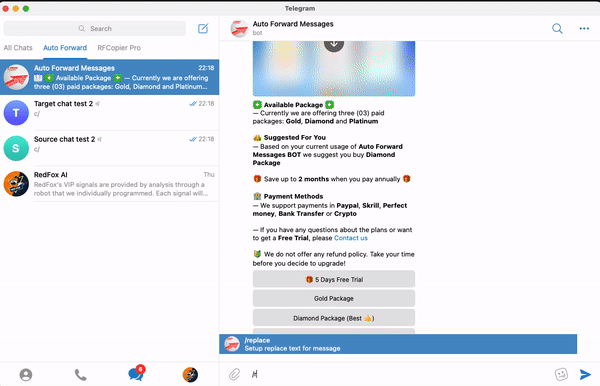 Telegram
Search
All Chats
Auto Forward
RFCopier Pro
Auto Forward Messages
22:18
Available Package — Currently we are offering
three (03) paid packages: Gold, Diamond and Platinum...
Target chat test 2
22:18
c/
Source chat test 2
22:18
c/
RedFox AI
Thu
RedFox's VIP signals are provided by analysis through a
robot that we individually programmed. Each signal will...
6
Auto Forward Messages
bot
Available Package
— Currently we are offering three (03) paid
packages: Gold, Diamond and Platinum
Suggested For You
— Based on your current usage of Auto Forward
Messages BOT we suggest you buy Diamond
Package
Save up to 2 months when you pay annually
Payment Methods
— We support payments in Paypal, Skrill, Perfect
money, Bank Transfer or Crypto
— If you have any questions about the plans or want
to get a Free Trial, please Contact us
We do not offer any refund policy. Take your time
before you decide to upgrade!
5 Days Free Trial
Gold Package
Diamond Package (Best 👍)
/replace
Setup replace text for message